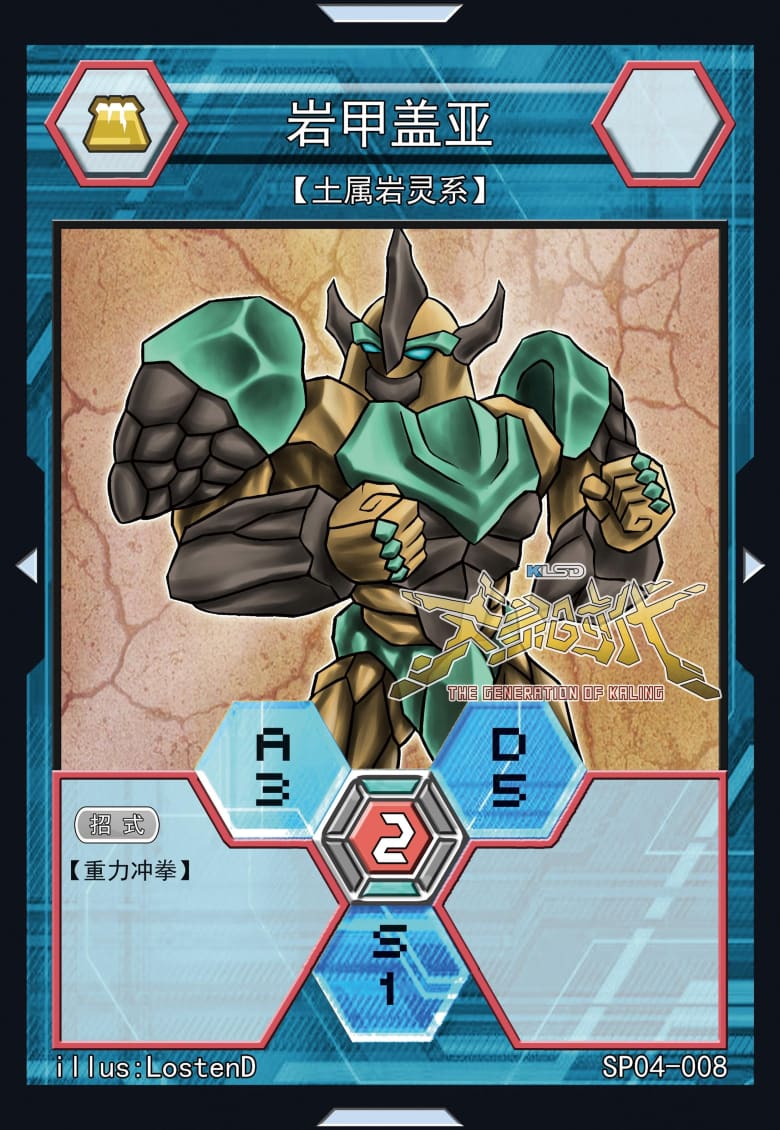 岩甲盖亚
【土属岩灵系】
KLSD
THE GENERATION OF KALING
A
3
D
5
2
招 式
【重力冲拳】
S
1
illus:LostenD
SP04-008